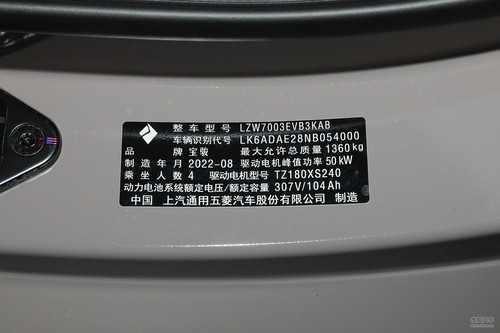 整车型号 LZW7003EVB3KAB
车辆识别代号 LK6ADAE28NB054000
品牌 宝骏 最大允许总质量 1360kg
制造年月 2022-08 驱动电机峰值功率 50kW
乘坐人数 4 驱动电机型号 TZ180XS240
动力电池系统额定电压/额定容量 307V/104Ah
中国 上汽通用五菱汽车股份有限公司 制造